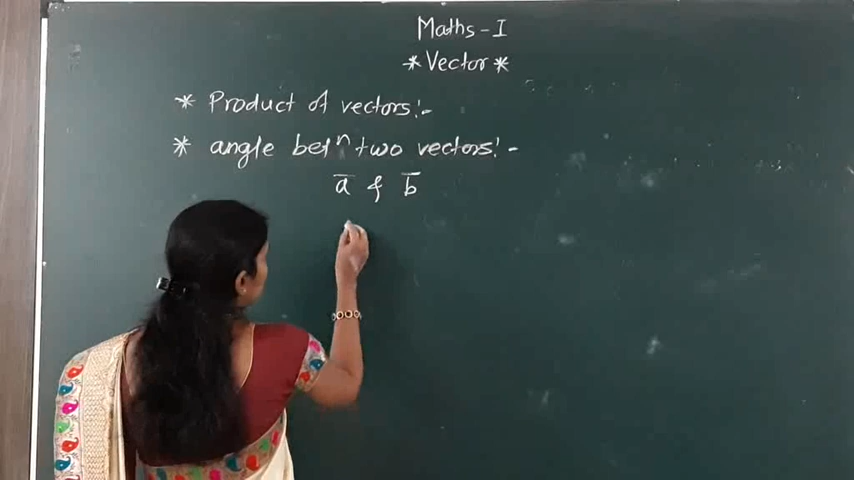 Maths - I
* Vector *
* Product of vectors:-
* angle betⁿ two vectors:-
a̅ & b̅